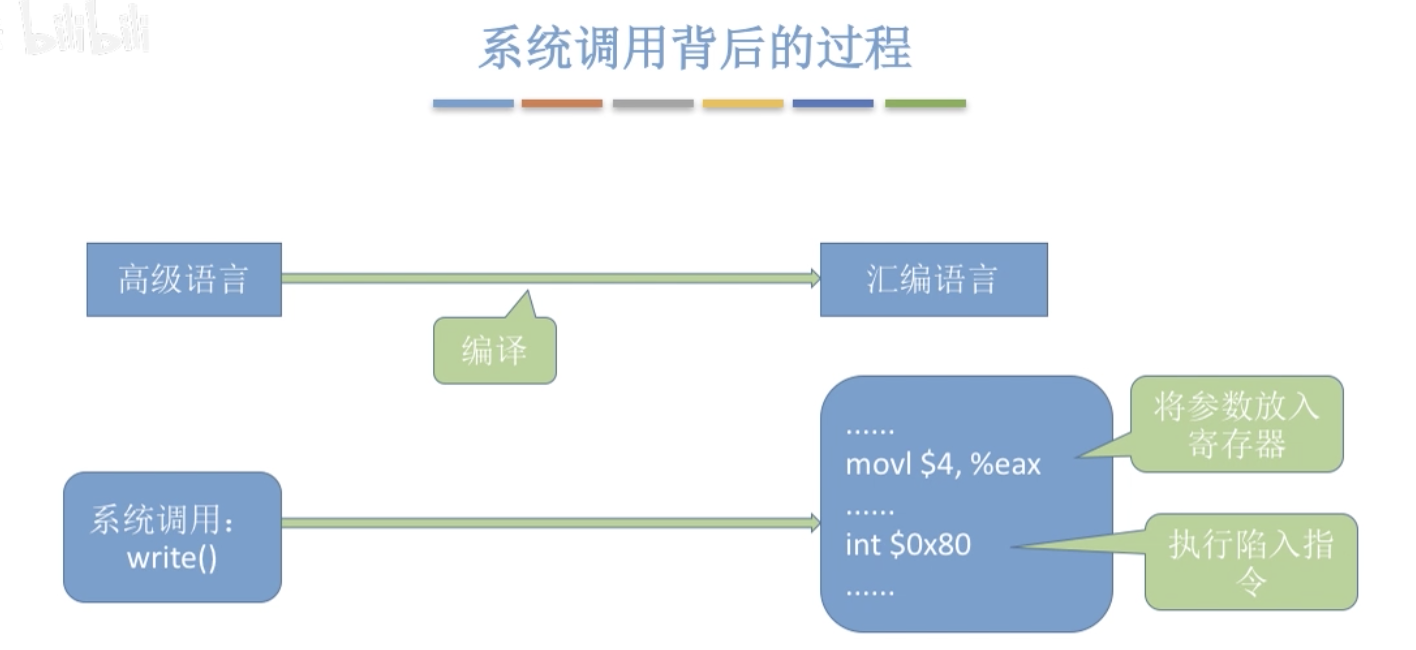 bilibili
系统调用背后的过程
高级语言
汇编语言
编译
系统调用：
write()
......
movl $4, %eax
......
int $0x80
......
将参数放入
寄存器
执行陷入指
令